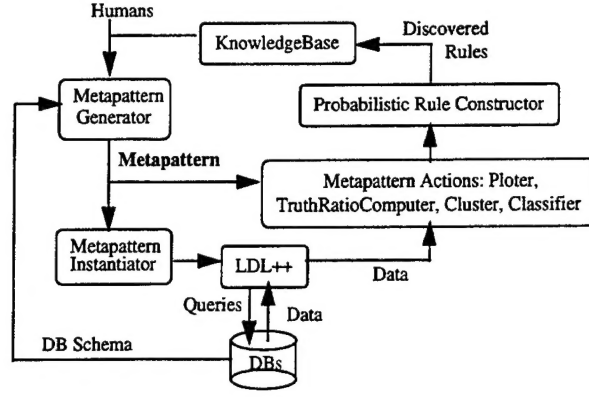 Humans
KnowledgeBase
Discovered
Rules
Metapattern
Generator
Probabilistic Rule Constructor
Metapattern
Metapattern Actions: Ploter,
TruthRatioComputer, Cluster, Classifier
Metapattern
Instantiator
LDL++
Data
Queries
Data
DB Schema
DBs